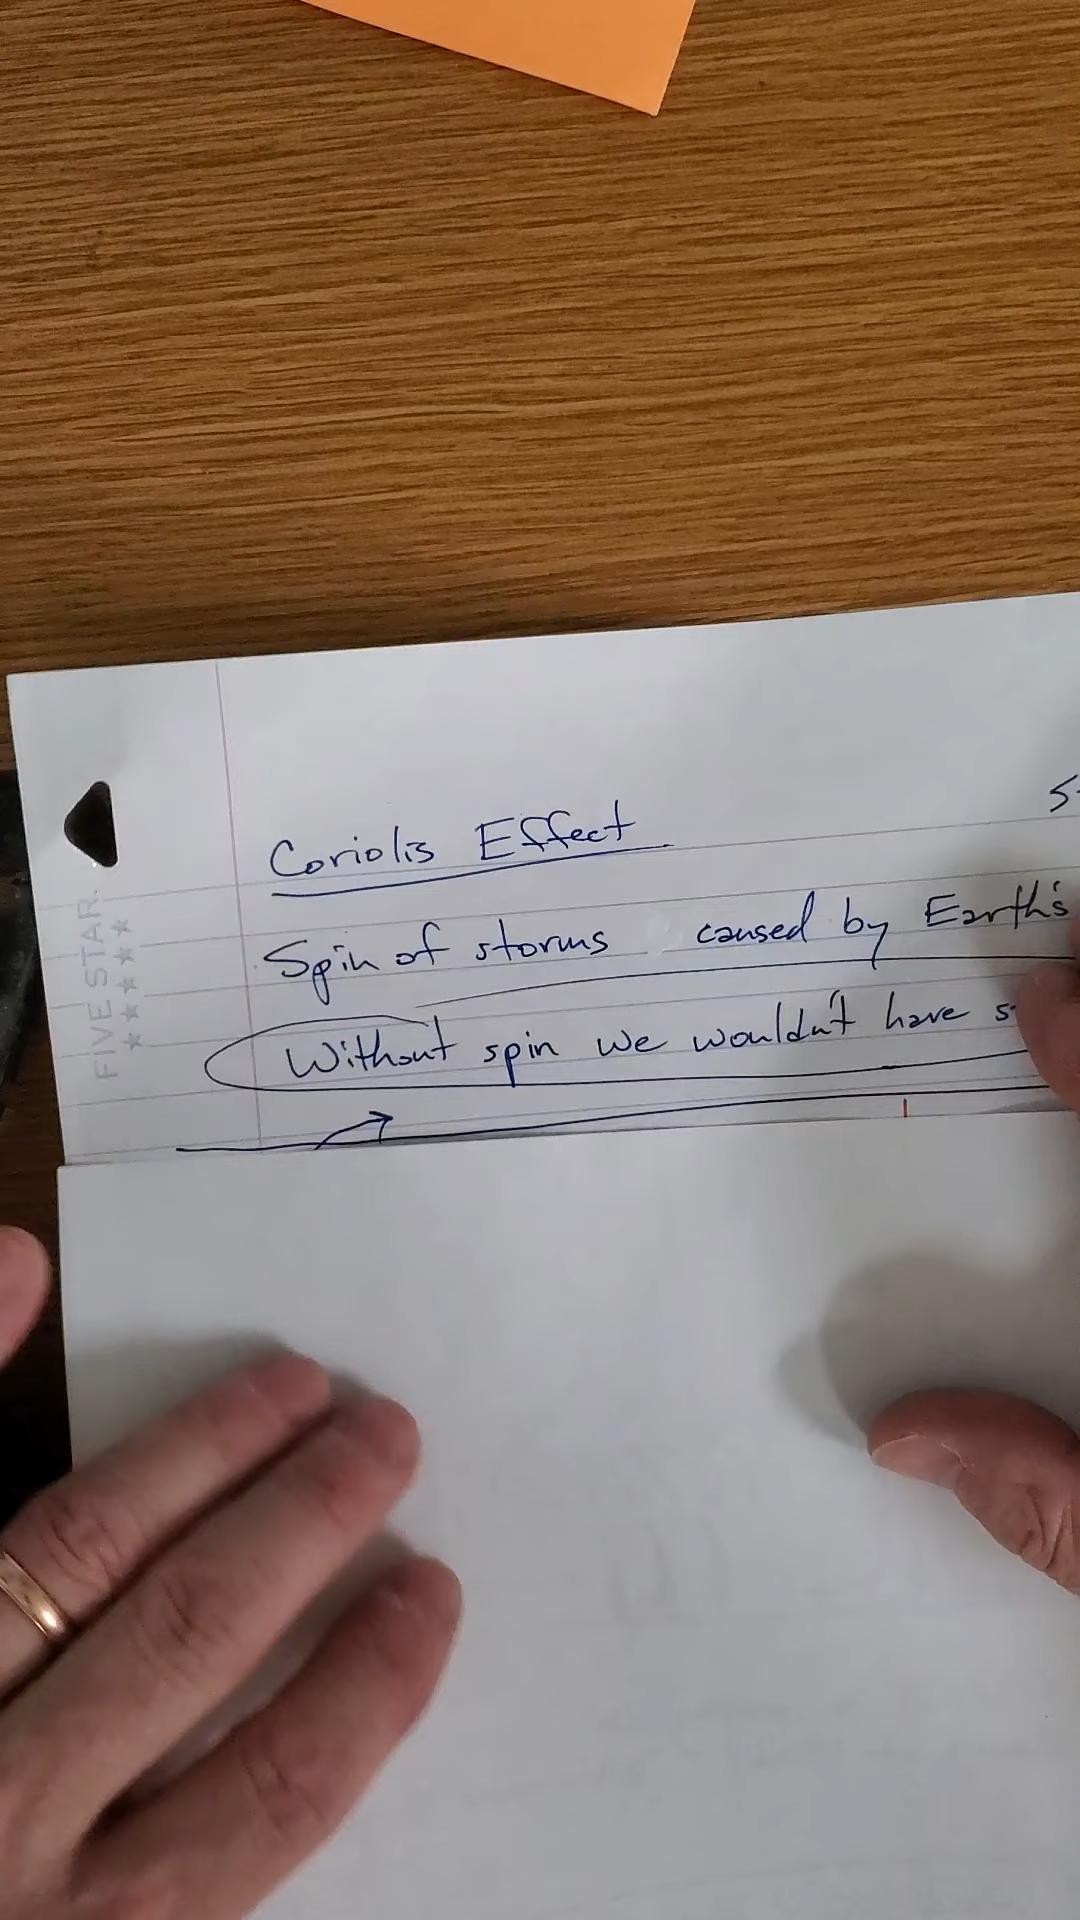 Coriolis Effect
Spin of storms caused by Earth's
Without spin we wouldn't have
FIVE STAR